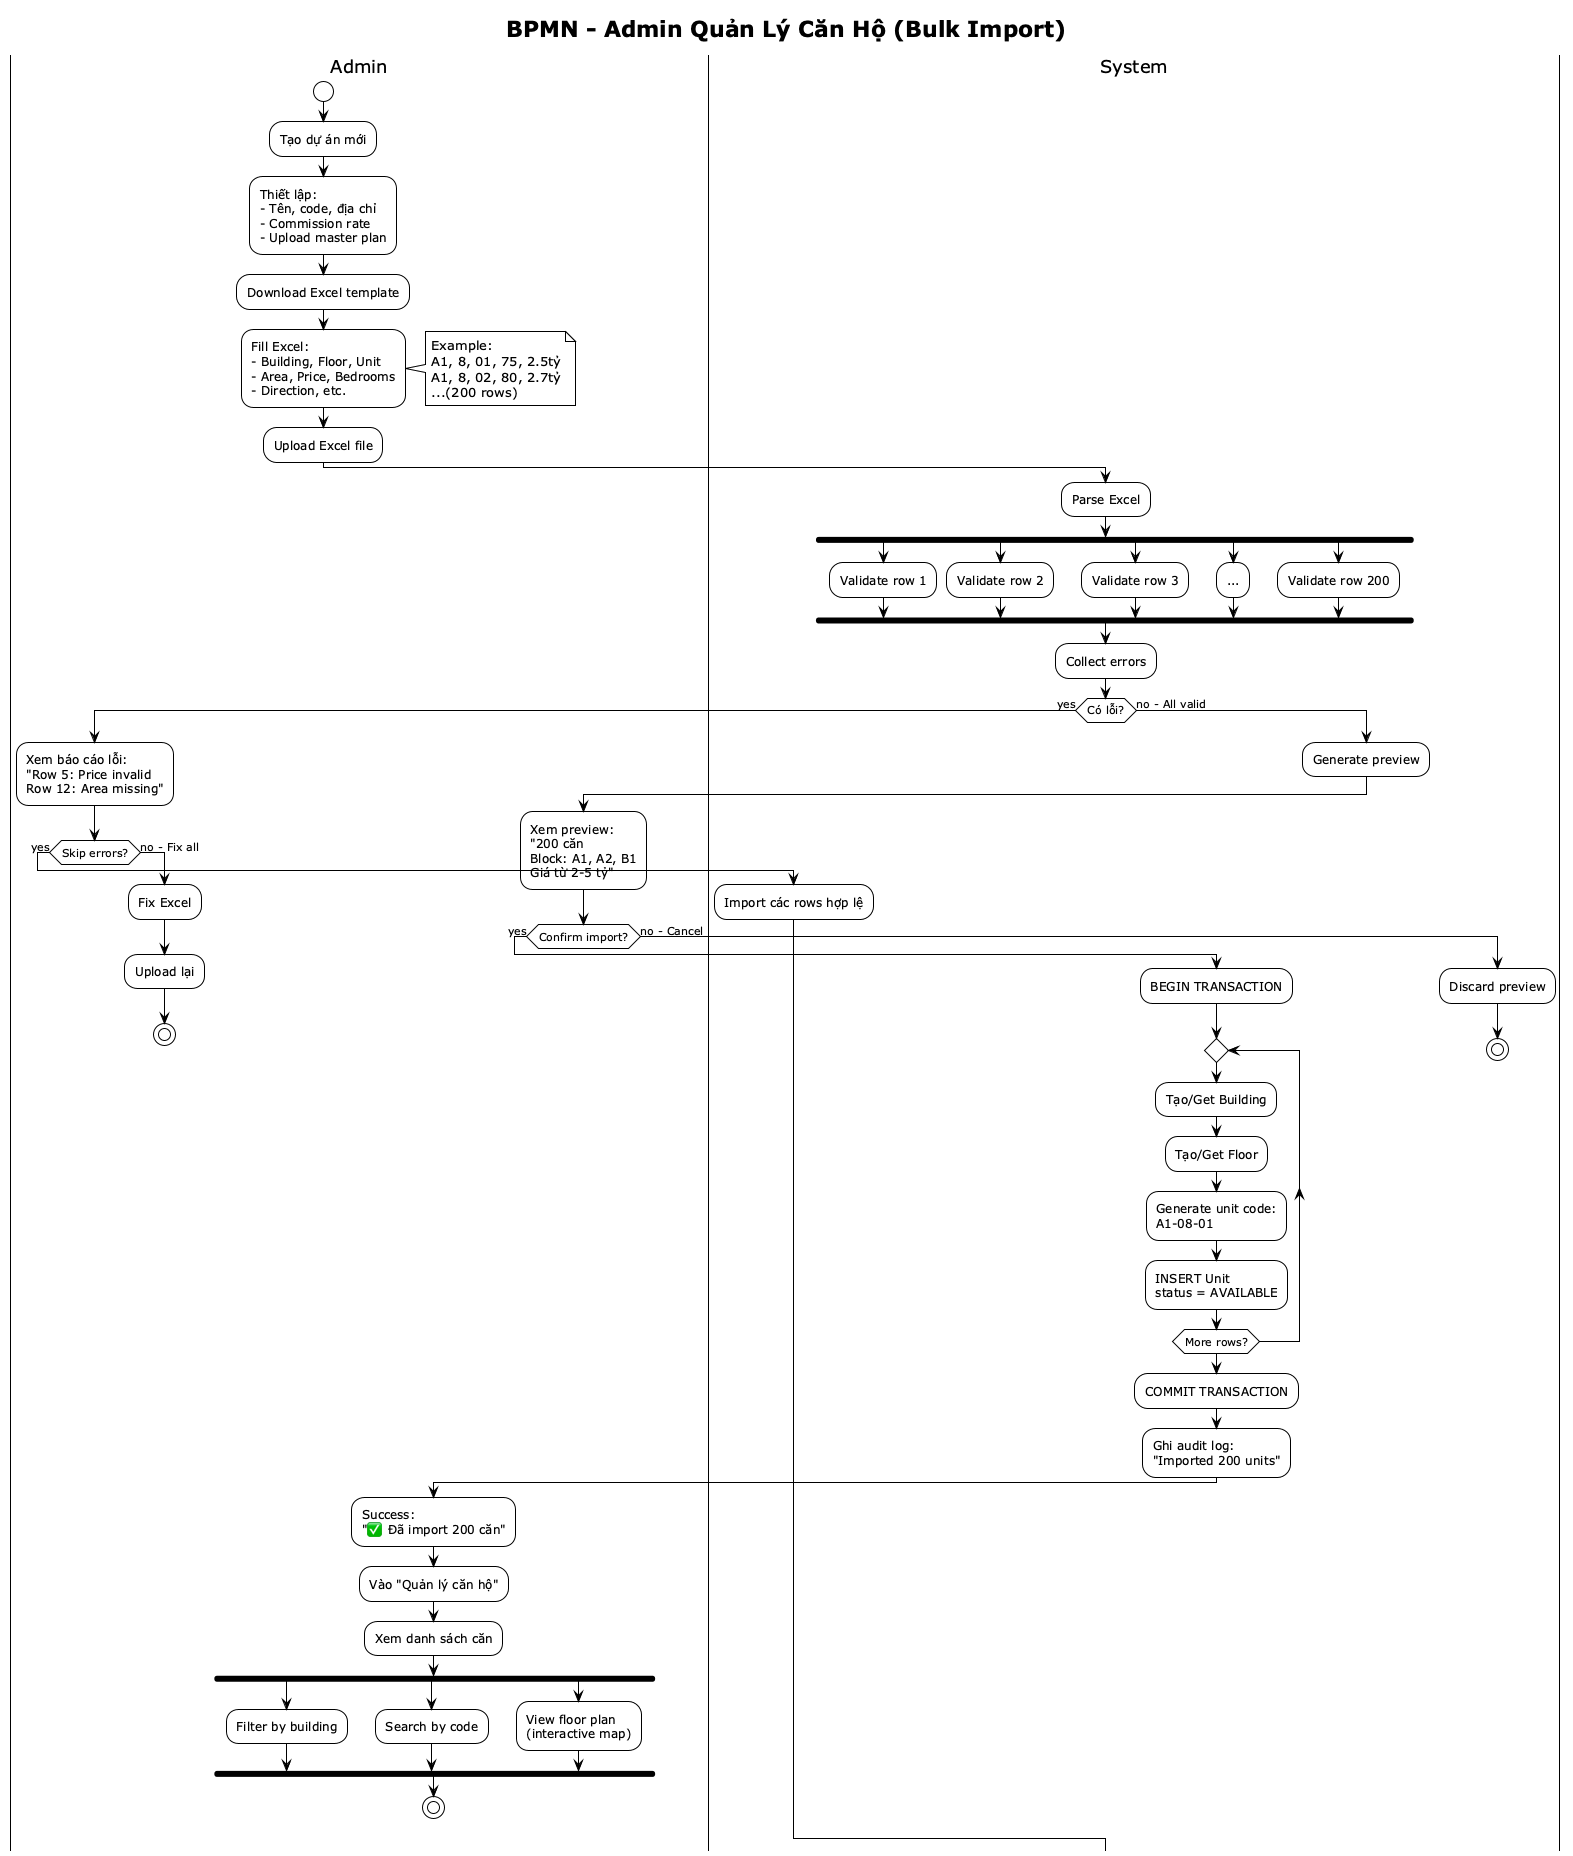 BPMN - Admin Quản Lý Căn Hộ (Bulk Import)
Admin
System
Tạo dự án mới
Thiết lập:
- Tên, code, địa chỉ
- Commission rate
- Upload master plan
Download Excel template
Fill Excel:
- Building, Floor, Unit
- Area, Price, Bedrooms
- Direction, etc.
Example:
A1, 8, 01, 75, 2.5tỷ
A1, 8, 02, 80, 2.7tỷ
...(200 rows)
Upload Excel file
Parse Excel
Validate row 1
Validate row 2
Validate row 3
...
Validate row 200
Collect errors
yes
Có lỗi?
no - All valid
Xem báo cáo lỗi:
"Row 5: Price invalid
Row 12: Area missing"
Generate preview
Xem preview:
"200 căn
Block: A1, A2, B1
Giá từ 2-5 tỷ"
yes
Skip errors?
no - Fix all
Fix Excel
Import các rows hợp lệ
yes
Confirm import?
no - Cancel
Upload lại
BEGIN TRANSACTION
Discard preview
Tạo/Get Building
Tạo/Get Floor
Generate unit code:
A1-08-01
INSERT Unit
status = AVAILABLE
More rows?
COMMIT TRANSACTION
Ghi audit log:
"Imported 200 units"
Success:
"✅ Đã import 200 căn"
Vào "Quản lý căn hộ"
Xem danh sách căn
Filter by building
Search by code
View floor plan
(interactive map)